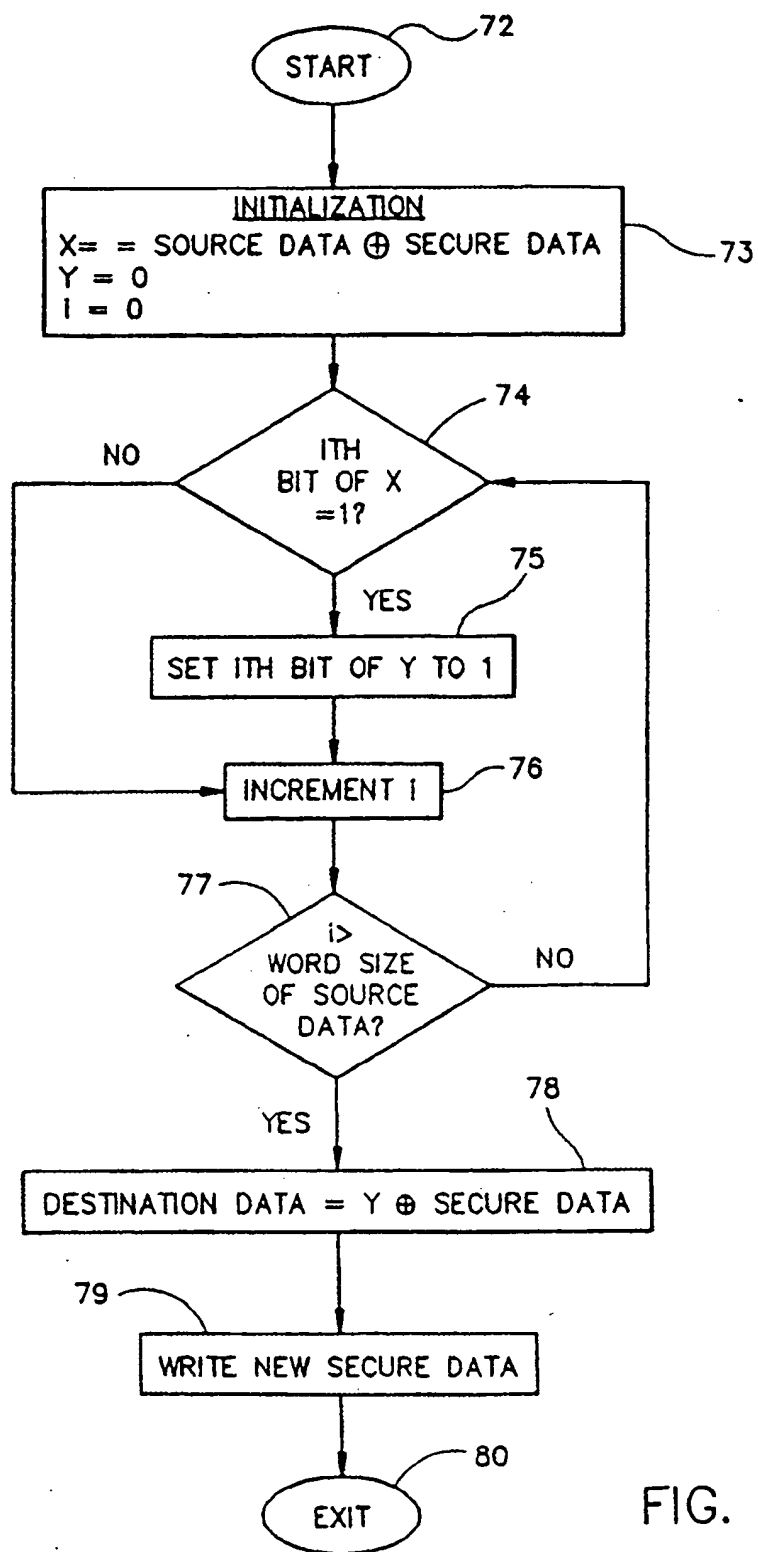 72
START
INITIALIZATION
X= = SOURCE DATA ⊕ SECURE DATA
Y = 0
i = 0
73
74
NO
ITH
BIT OF X
=1?
75
YES
SET ITH BIT OF Y TO 1
76
INCREMENT i
77
i>
WORD SIZE
OF SOURCE
DATA?
NO
78
YES
DESTINATION DATA = Y ⊕ SECURE DATA
79
WRITE NEW SECURE DATA
80
EXIT
FIG.